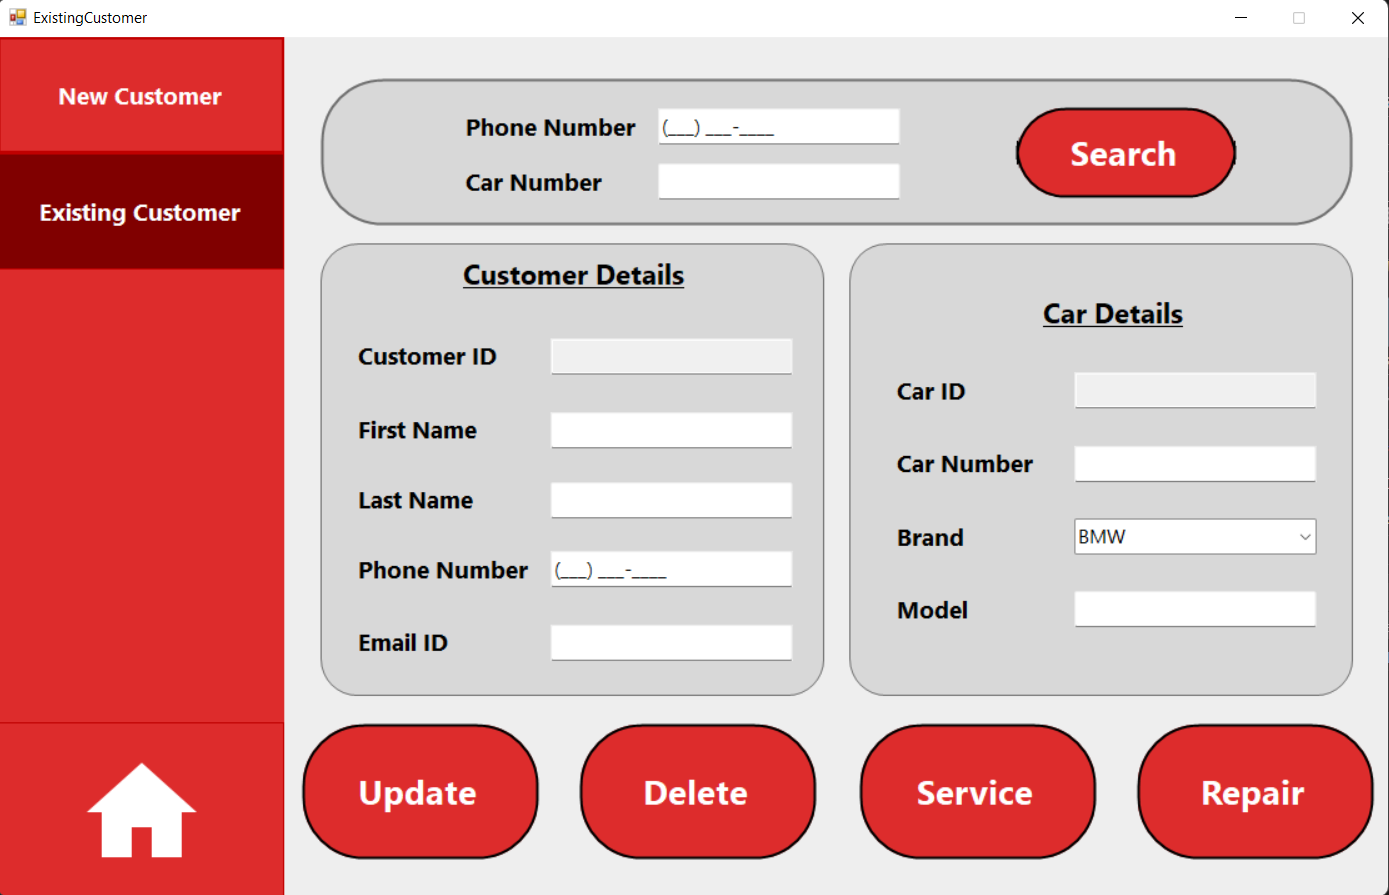 ExistingCustomer
New Customer
Existing Customer
Phone Number (___) ___-____
Car Number
Search
Customer Details
Customer ID
First Name
Last Name
Phone Number (___) ___-____
Email ID
Car Details
Car ID
Car Number
Brand BMW
Model
Update
Delete
Service
Repair